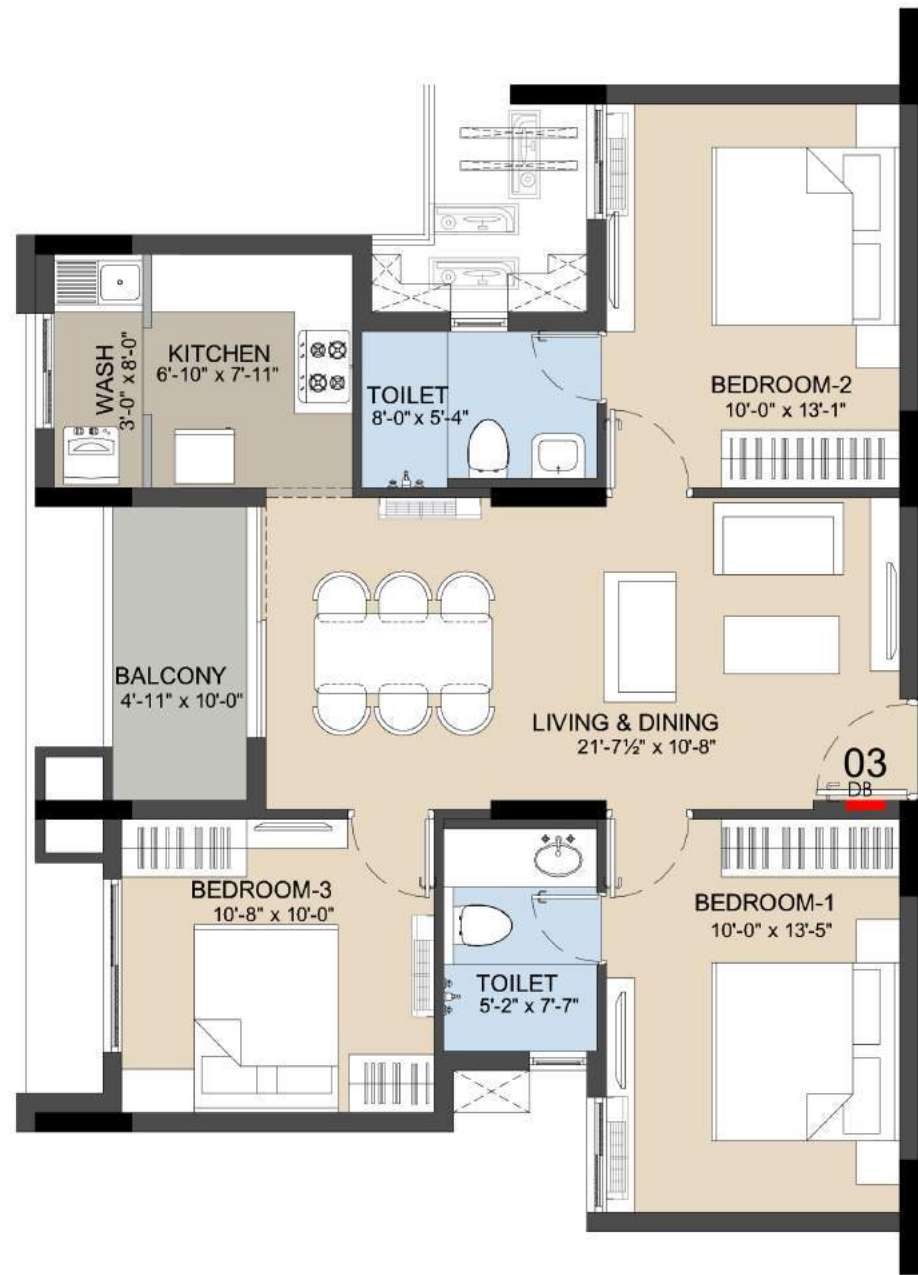 KITCHEN
6'-10" x 7'-11"
WASH
3'-0" x 8'-0"
TOILET
8'-0" x 5'-4"
BEDROOM-2
10'-0" x 13'-1"
BALCONY
4'-11" x 10'-0"
LIVING & DINING
21'-7½" x 10'-8"
03
DB
BEDROOM-3
10'-8" x 10'-0"
BEDROOM-1
10'-0" x 13'-5"
TOILET
5'-2" x 7'-7"